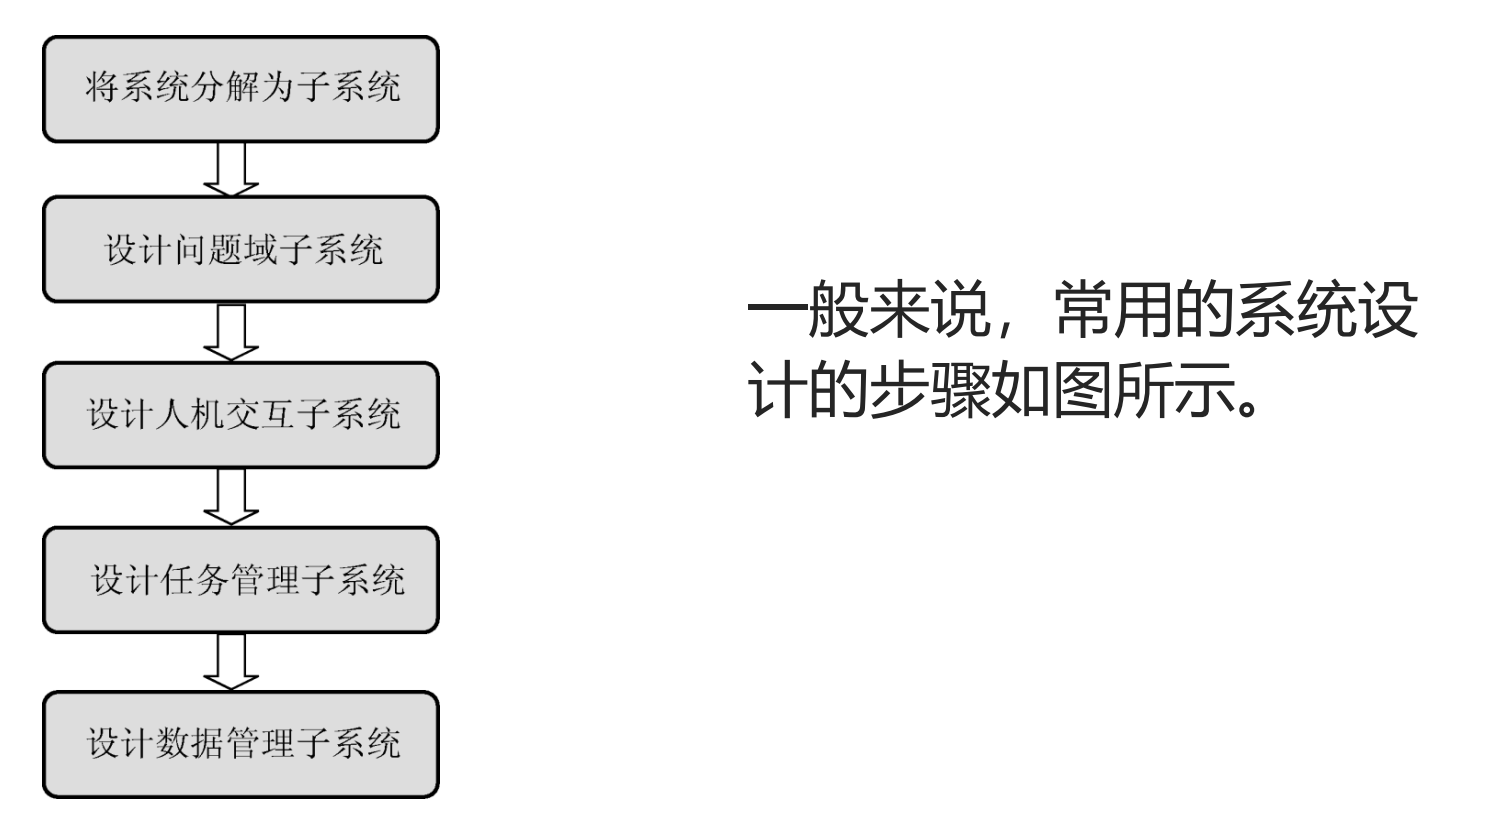 将系统分解为子系统
设计问题域子系统
设计人机交互子系统
设计任务管理子系统
设计数据管理子系统
一般来说，常用的系统设
计的步骤如图所示。